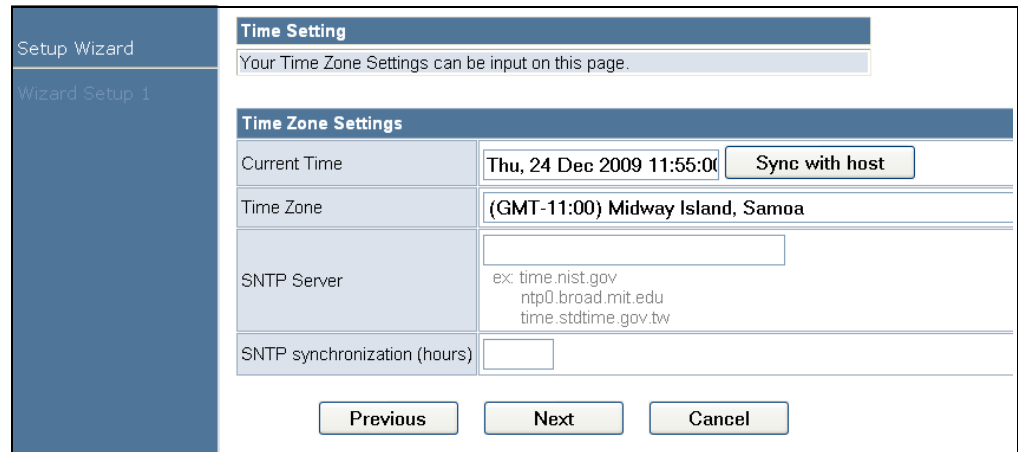 Setup Wizard
Wizard Setup 1
Time Setting
Your Time Zone Settings can be input on this page.
Time Zone Settings
Current Time
Thu, 24 Dec 2009 11:55:0
Sync with host
Time Zone
(GMT-11:00) Midway Island, Samoa
SNTP Server
ex: time.nist.gov
ntp0.broad.mit.edu
time.stdtime.gov.tw
SNTP synchronization (hours)
Previous Next Cancel